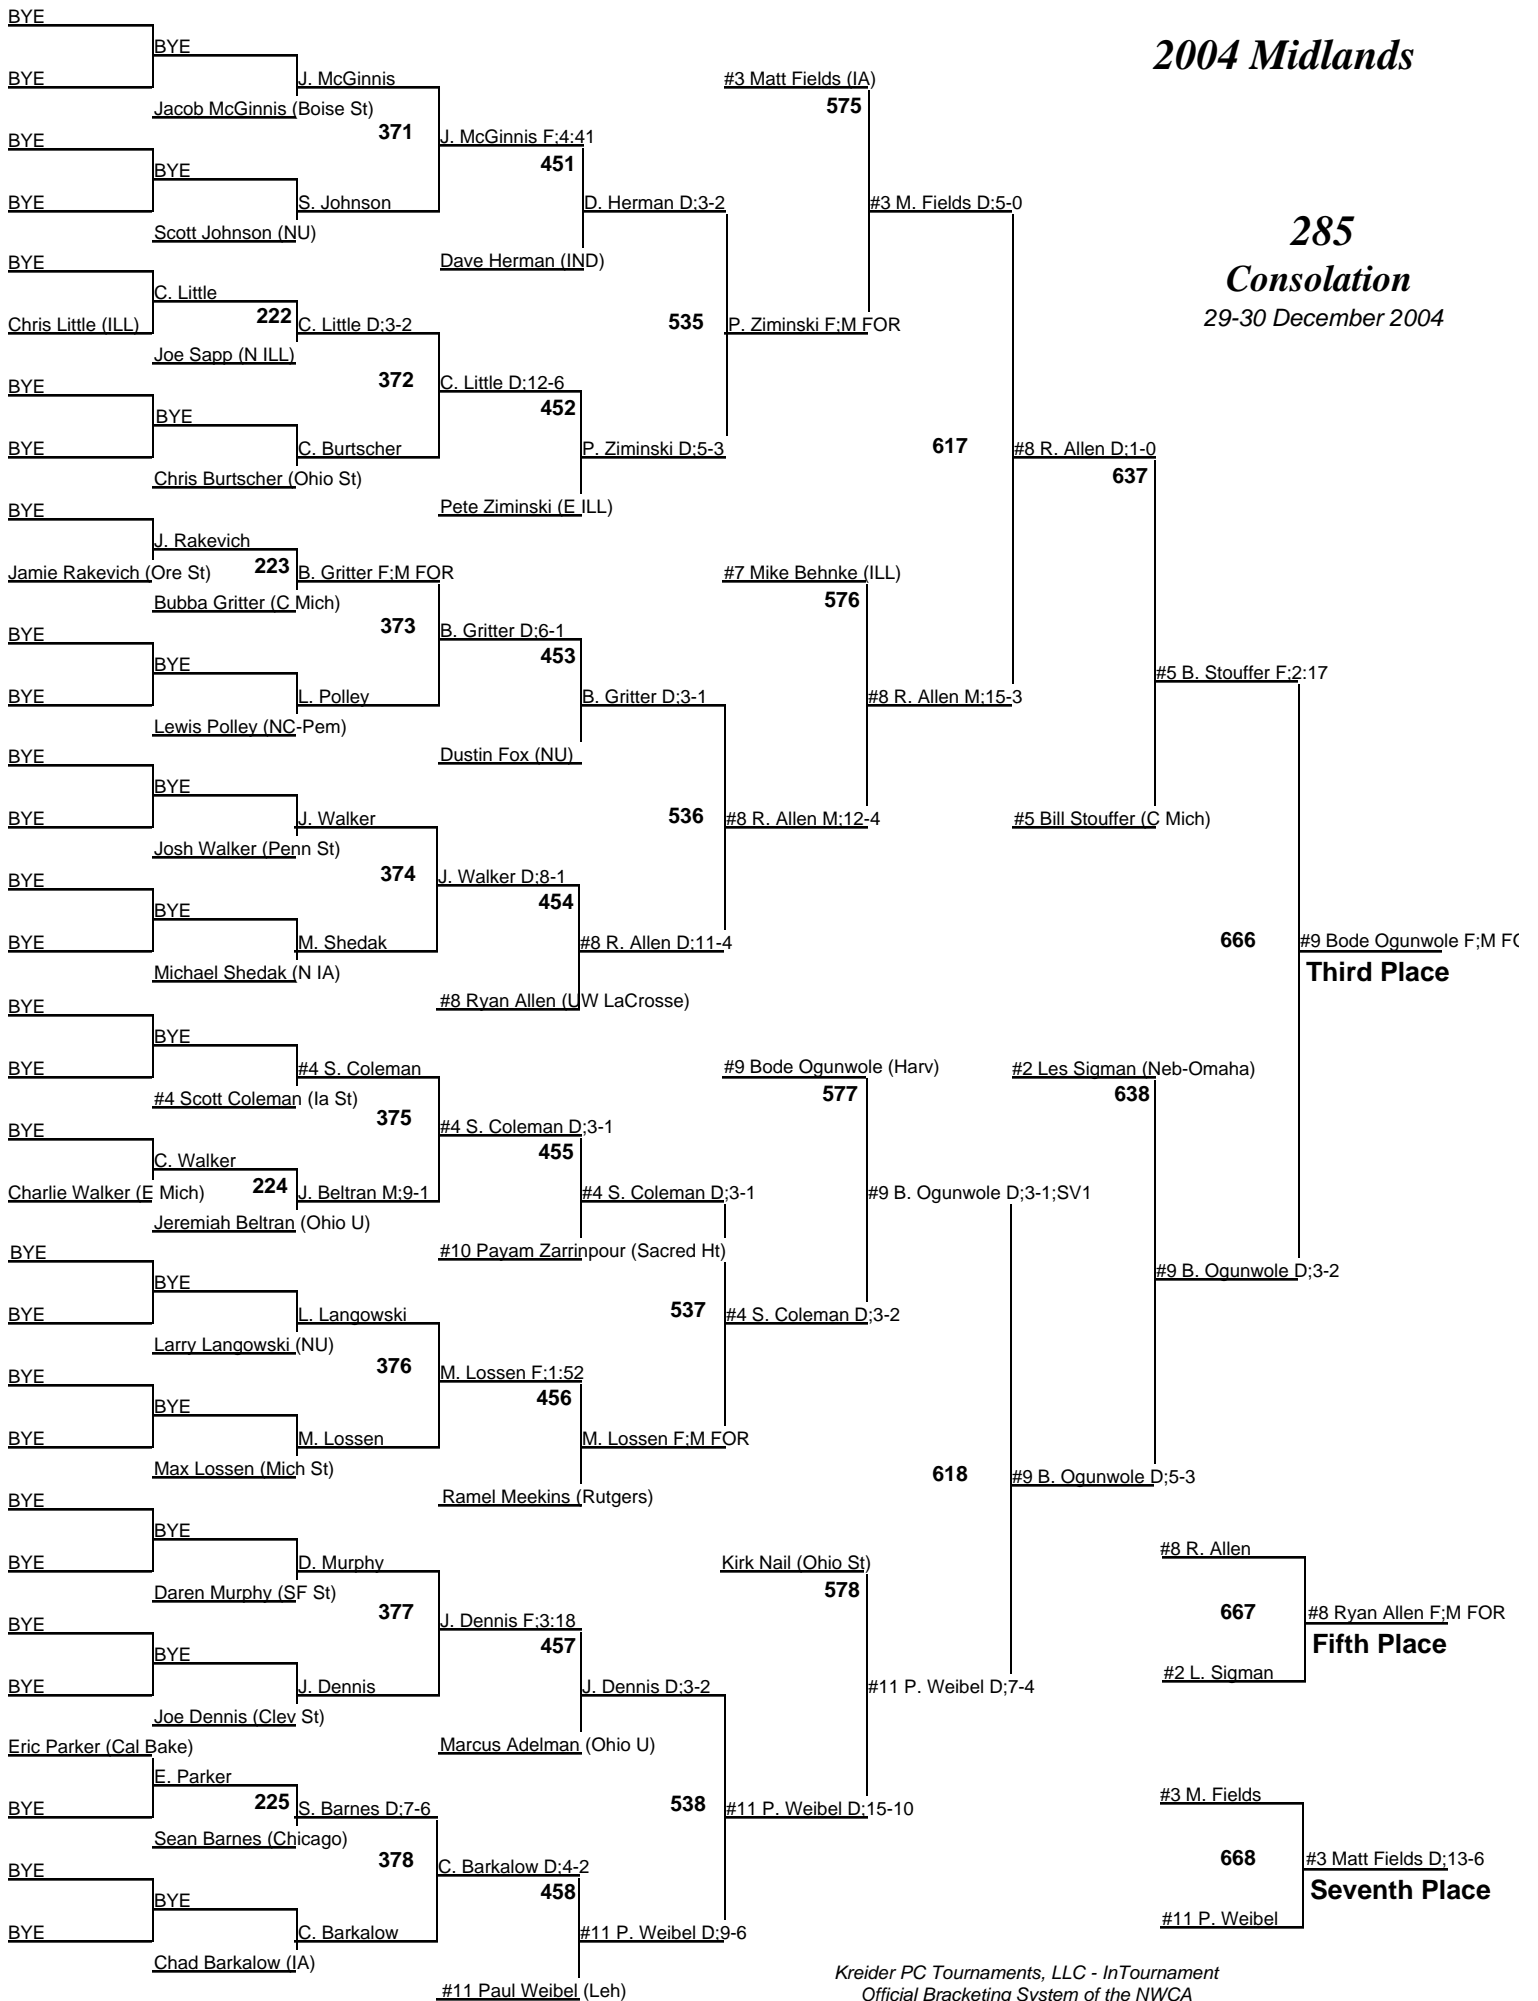 BYE
2004 Midlands
BYE
BYE
J. McGinnis
#3 Matt Fields (IA)
Jacob McGinnis (Boise St)
575
371
BYE
J. McGinnis F;4:41
451
BYE
BYE
S. Johnson
D. Herman D;3-2
#3 M. Fields D;5-0
Scott Johnson (NU)
285
BYE
Dave Herman (IND)
Consolation
C. Little
222
Chris Little (ILL)
C. Little D;3-2
535
P. Ziminski F;M FOR
29-30 December 2004
Joe Sapp (N ILL)
372
BYE
C. Little D;12-6
452
BYE
BYE
C. Burtscher
P. Ziminski D;5-3
617
#8 R. Allen D;1-0
637
Chris Burtscher (Ohio St)
BYE
Pete Ziminski (E ILL)
J. Rakevich
Jamie Rakevich (Ore St)
223
B. Gritter F;M FOR
#7 Mike Behnke (ILL)
576
Bubba Gritter (C Mich)
373
BYE
B. Gritter D;6-1
453
BYE
#5 B. Stouffer F;2:17
BYE
L. Polley
B. Gritter D;3-1
#8 R. Allen M;15-3
Lewis Polley (NC-Pem)
BYE
Dustin Fox (NU)
BYE
BYE
J. Walker
536
#8 R. Allen M;12-4
#5 Bill Stouffer (C Mich)
Josh Walker (Penn St)
374
BYE
J. Walker D;8-1
454
BYE
BYE
M. Shedak
#8 R. Allen D;11-4
666
#9 Bode Ogunwole F;M FO
Third Place
Michael Shedak (N IA)
BYE
#8 Ryan Allen (UW LaCrosse)
BYE
BYE
#4 S. Coleman
#9 Bode Ogunwole (Harv)
#2 Les Sigman (Neb-Omaha)
577
638
#4 Scott Coleman (Ia St)
375
BYE
#4 S. Coleman D;3-1
455
C. Walker
Charlie Walker (E Mich)
224
J. Beltran M;9-1
#4 S. Coleman D;3-1
#9 B. Ogunwole D;3-1;SV1
Jeremiah Beltran (Ohio U)
BYE
#10 Payam Zarrinpour (Sacred Ht)
BYE
#9 B. Ogunwole D;3-2
BYE
L. Langowski
537
#4 S. Coleman D;3-2
Larry Langowski (NU)
376
BYE
M. Lossen F;1:52
456
BYE
BYE
M. Lossen
M. Lossen F;M FOR
618
#9 B. Ogunwole D;5-3
Max Lossen (Mich St)
BYE
Ramel Meekins (Rutgers)
BYE
#8 R. Allen
BYE
D. Murphy
Kirk Nail (Ohio St)
578
Daren Murphy (SF St)
377
667
#8 Ryan Allen F;M FOR
BYE
J. Dennis F;3:18
457
Fifth Place
BYE
#2 L. Sigman
BYE
J. Dennis
J. Dennis D;3-2
#11 P. Weibel D;7-4
Joe Dennis (Clev St)
Eric Parker (Cal Bake)
Marcus Adelman (Ohio U)
E. Parker
#3 M. Fields
BYE
225
S. Barnes D;7-6
538
#11 P. Weibel D;15-10
Sean Barnes (Chicago)
378
668
#3 Matt Fields D;13-6
BYE
C. Barkalow D;4-2
458
Seventh Place
BYE
#11 P. Weibel
BYE
C. Barkalow
#11 P. Weibel D;9-6
Chad Barkalow (IA)
Kreider PC Tournaments, LLC - InTournament
#11 Paul Weibel (Leh)
Official Bracketing System of the NWCA